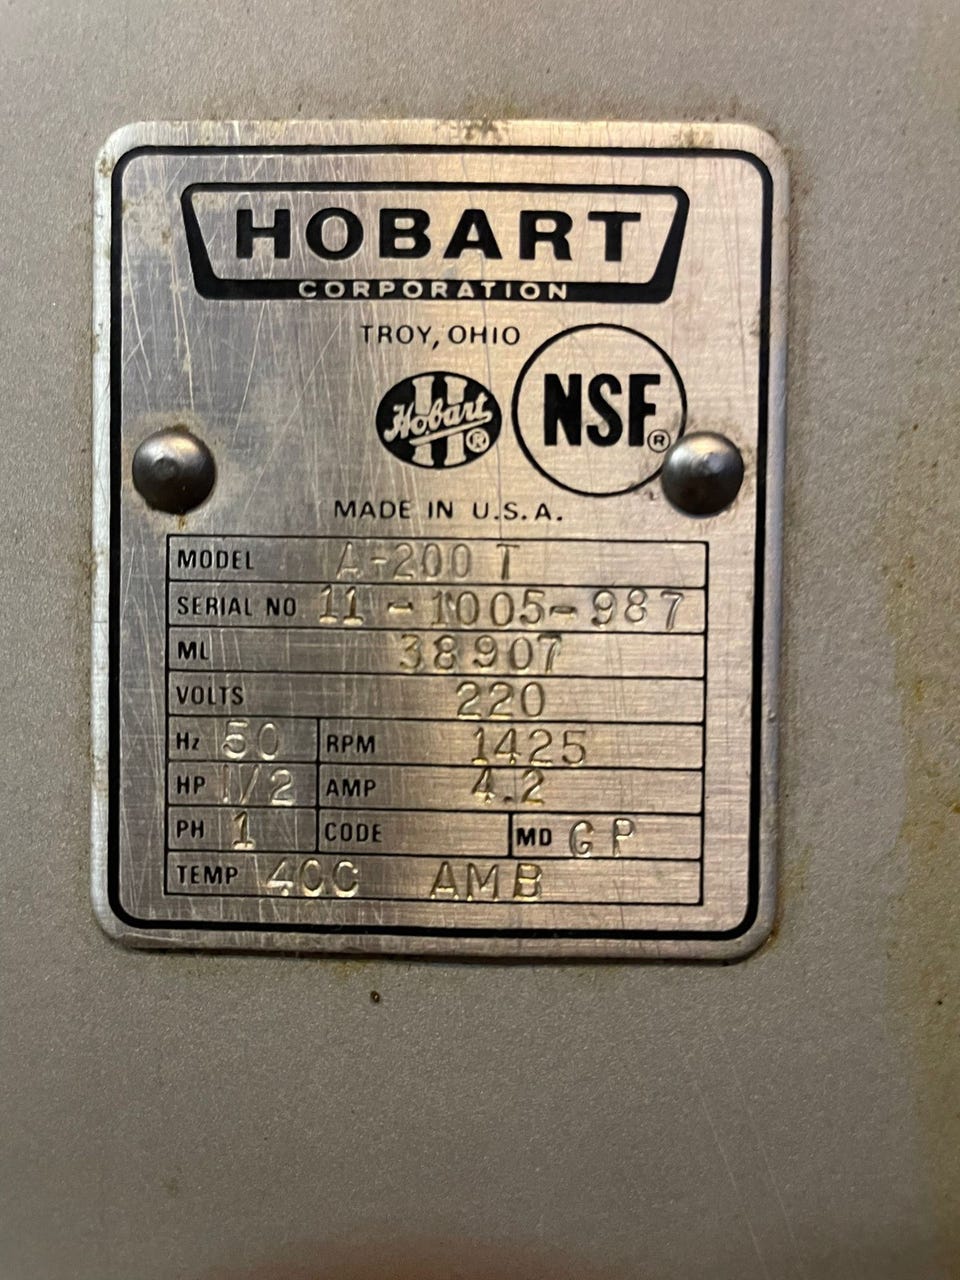 HOBART
CORPORATION
TROY, OHIO
Hobart ®
NSF®
MADE IN U.S.A.
MODEL A-200 T
SERIAL NO 11-1005-987
ML 38907
VOLTS 220
Hz 50 RPM 1425
HP 1/2 AMP 4.2
PH 1 CODE MD GP
TEMP 40C AMB